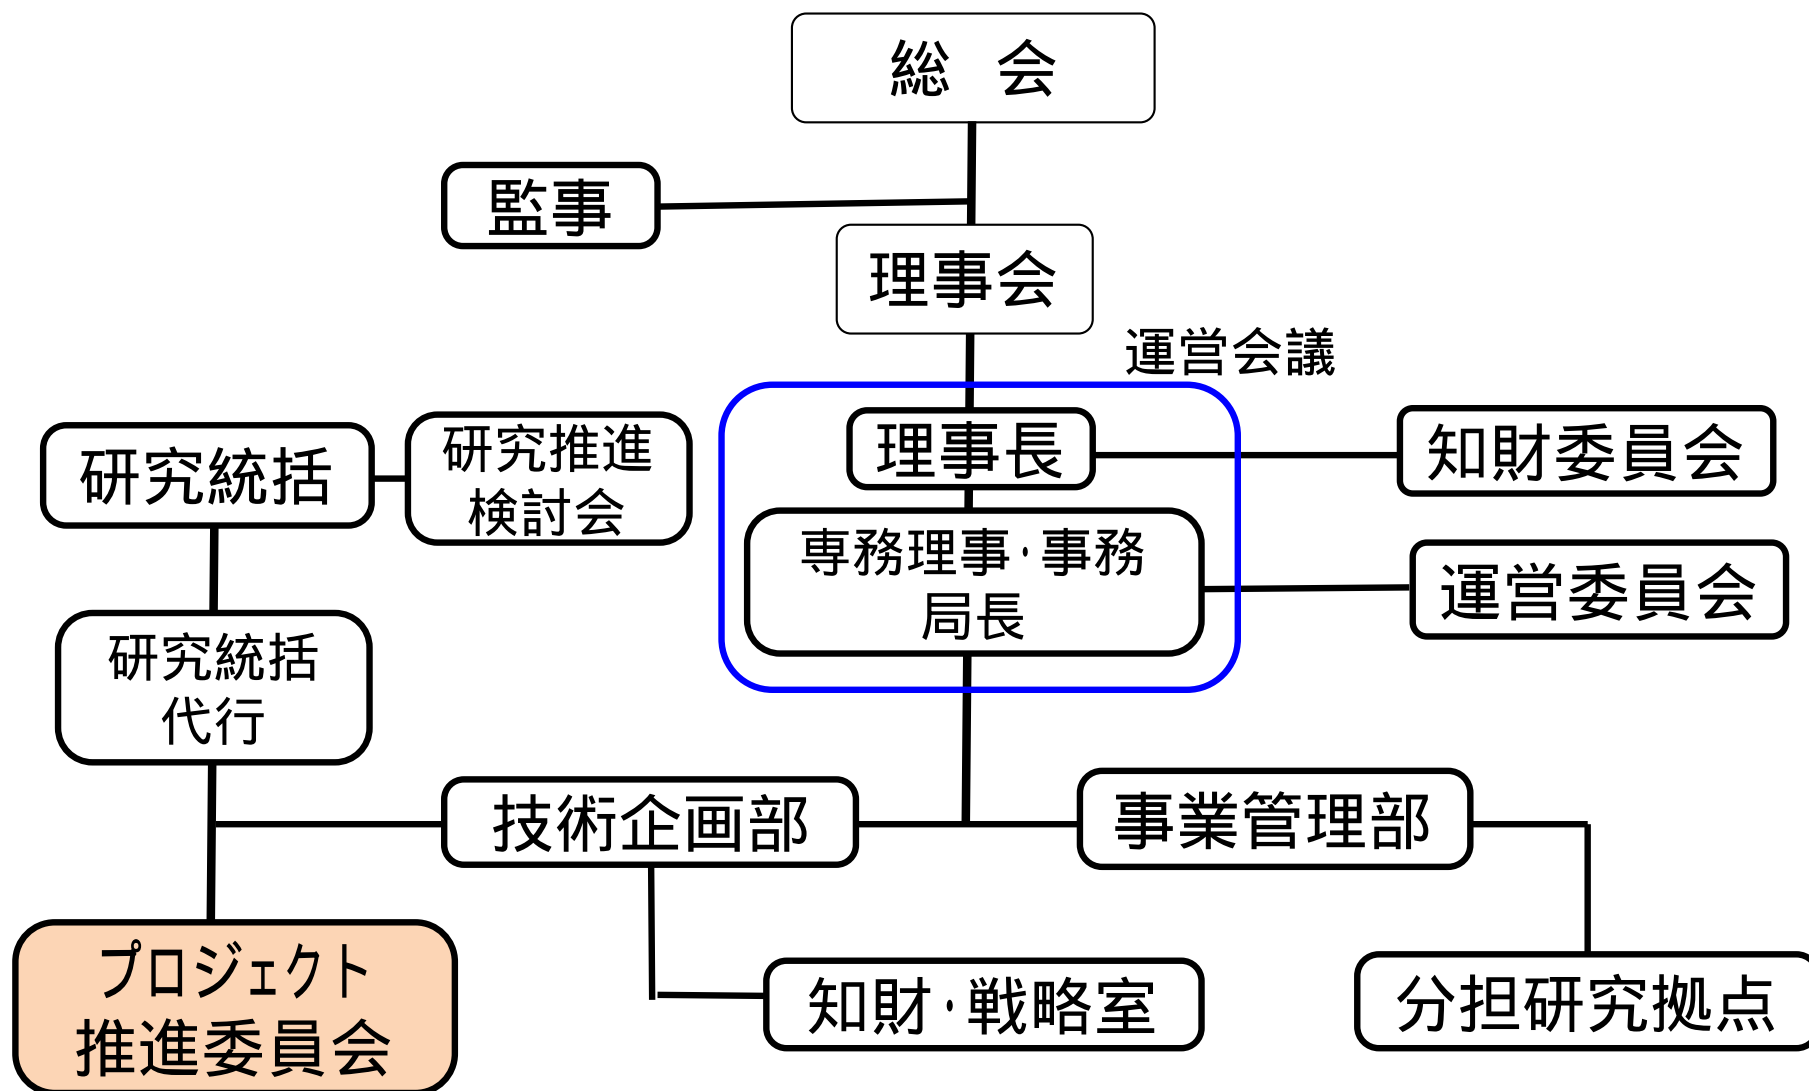 総 会
監事
理事会
運営会議
理事長
知財委員会
研究統括
研究推進
検討会
専務理事･事務
局長
運営委員会
研究統括
代行
技術企画部
事業管理部
プロジェクト
推進委員会
知財･戦略室
分担研究拠点